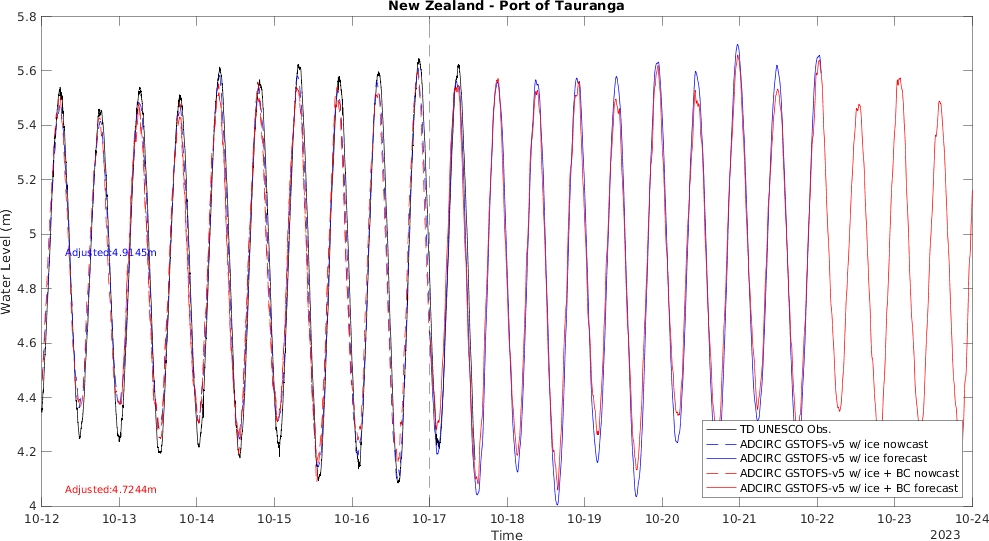 New Zealand - Port of Tauranga
5.8
5.6
5.4
5.2
5
4.8
4.6
4.4
4.2
4
Water Level (m)
Adjusted:4.9145m
Adjusted:4.7244m
TD UNESCO Obs.
ADCIRC GSTOFS-v5 w/ ice nowcast
ADCIRC GSTOFS-v5 w/ ice forecast
ADCIRC GSTOFS-v5 w/ ice + BC nowcast
ADCIRC GSTOFS-v5 w/ ice + BC forecast
10-12 10-13 10-14 10-15 10-16 10-17 10-18 10-19 10-20 10-21 10-22 10-23 10-24
Time
2023